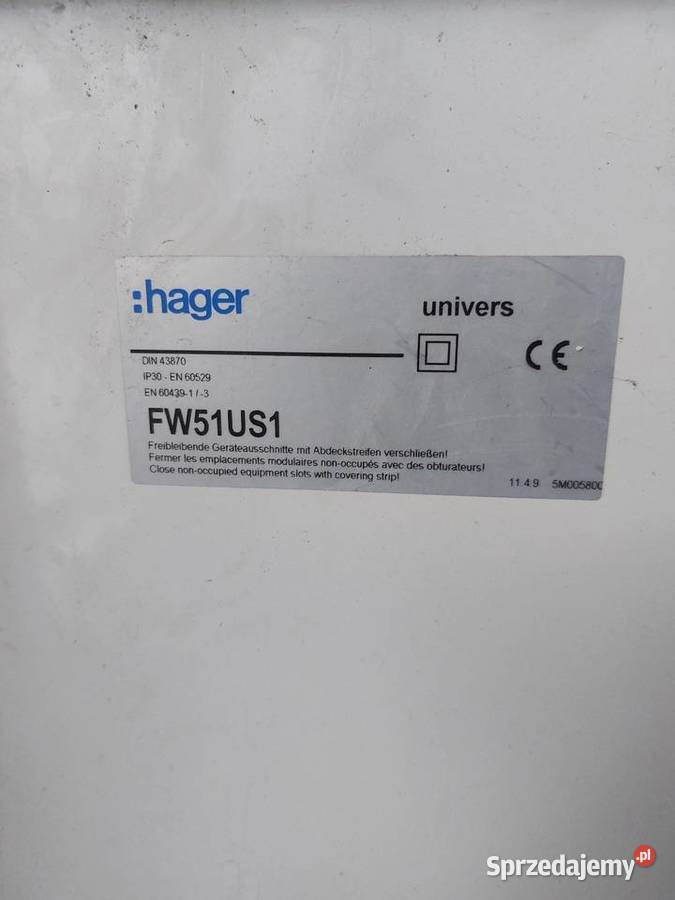 :hager
univers
DIN 43870
IP30 - EN 60529
EN 60439-1 / -3
CE
FW51US1
Freibleibende Geräteausschnitte mit Abdeckstreifen verschließen!
Fermer les emplacements modulaires non-occupés avec des obturateurs!
Close non-occupied equipment slots with covering strip!
11.4.9 5M005800
Sprzedajemy.pl